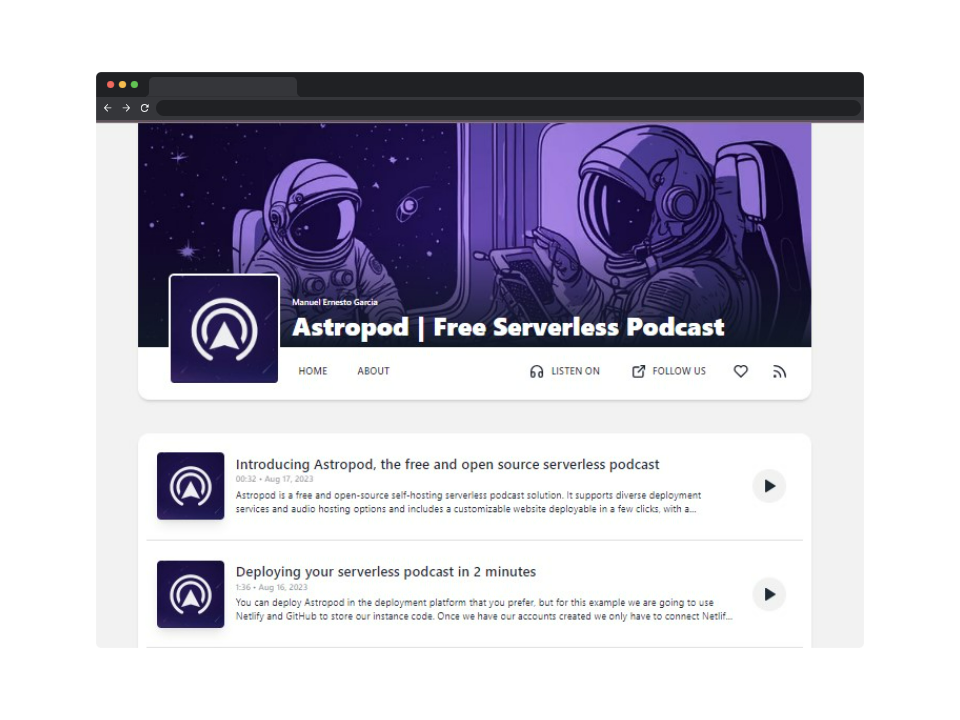 Manuel Ernesto Garcia
Astropod | Free Serverless Podcast
HOME ABOUT LISTEN ON FOLLOW US
Introducing Astropod, the free and open source serverless podcast
00:32 • Aug 17, 2023
Astropod is a free and open-source self-hosting serverless podcast solution. It supports diverse deployment
services and audio hosting options and includes a customizable website deployable in a few clicks, with a...
Deploying your serverless podcast in 2 minutes
1:36 • Aug 16, 2023
You can deploy Astropod in the deployment platform that you prefer, but for this example we are going to use
Netlify and GitHub to store our instance code. Once we have our accounts created we only have to connect Netlif...